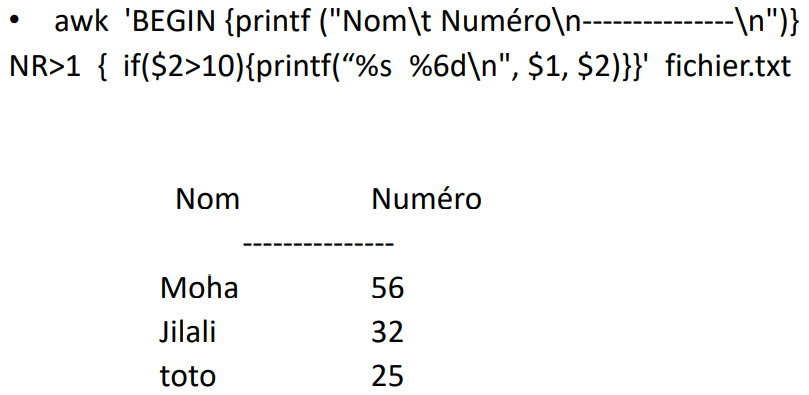 • awk 'BEGIN {printf ("Nom\t Numéro\n---------------\n")}
NR>1 { if($2>10){printf(“%s %6d\n", $1, $2)}}' fichier.txt
Nom Numéro
---------------
Moha 56
Jilali 32
toto 25